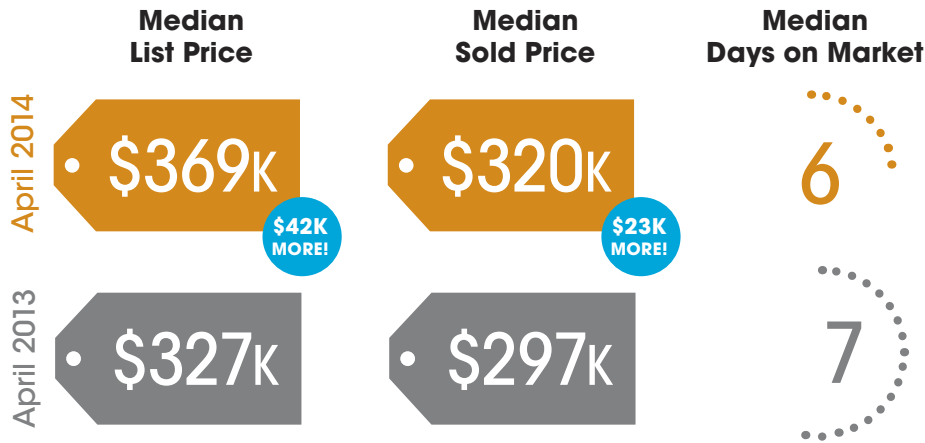 Median
List Price
Median
Sold Price
Median
Days on Market
April 2014
$369K
$42K
MORE!
$320K
$23K
MORE!
6
April 2013
$327K
$297K
7